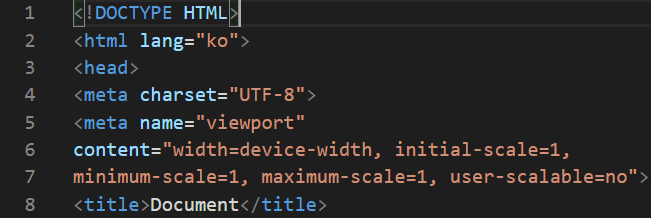 1 <!DOCTYPE HTML>
2 <html lang="ko">
3 <head>
4 <meta charset="UTF-8">
5 <meta name="viewport"
6 content="width=device-width, initial-scale=1,
7 minimum-scale=1, maximum-scale=1, user-scalable=no">
8 <title>Document</title>